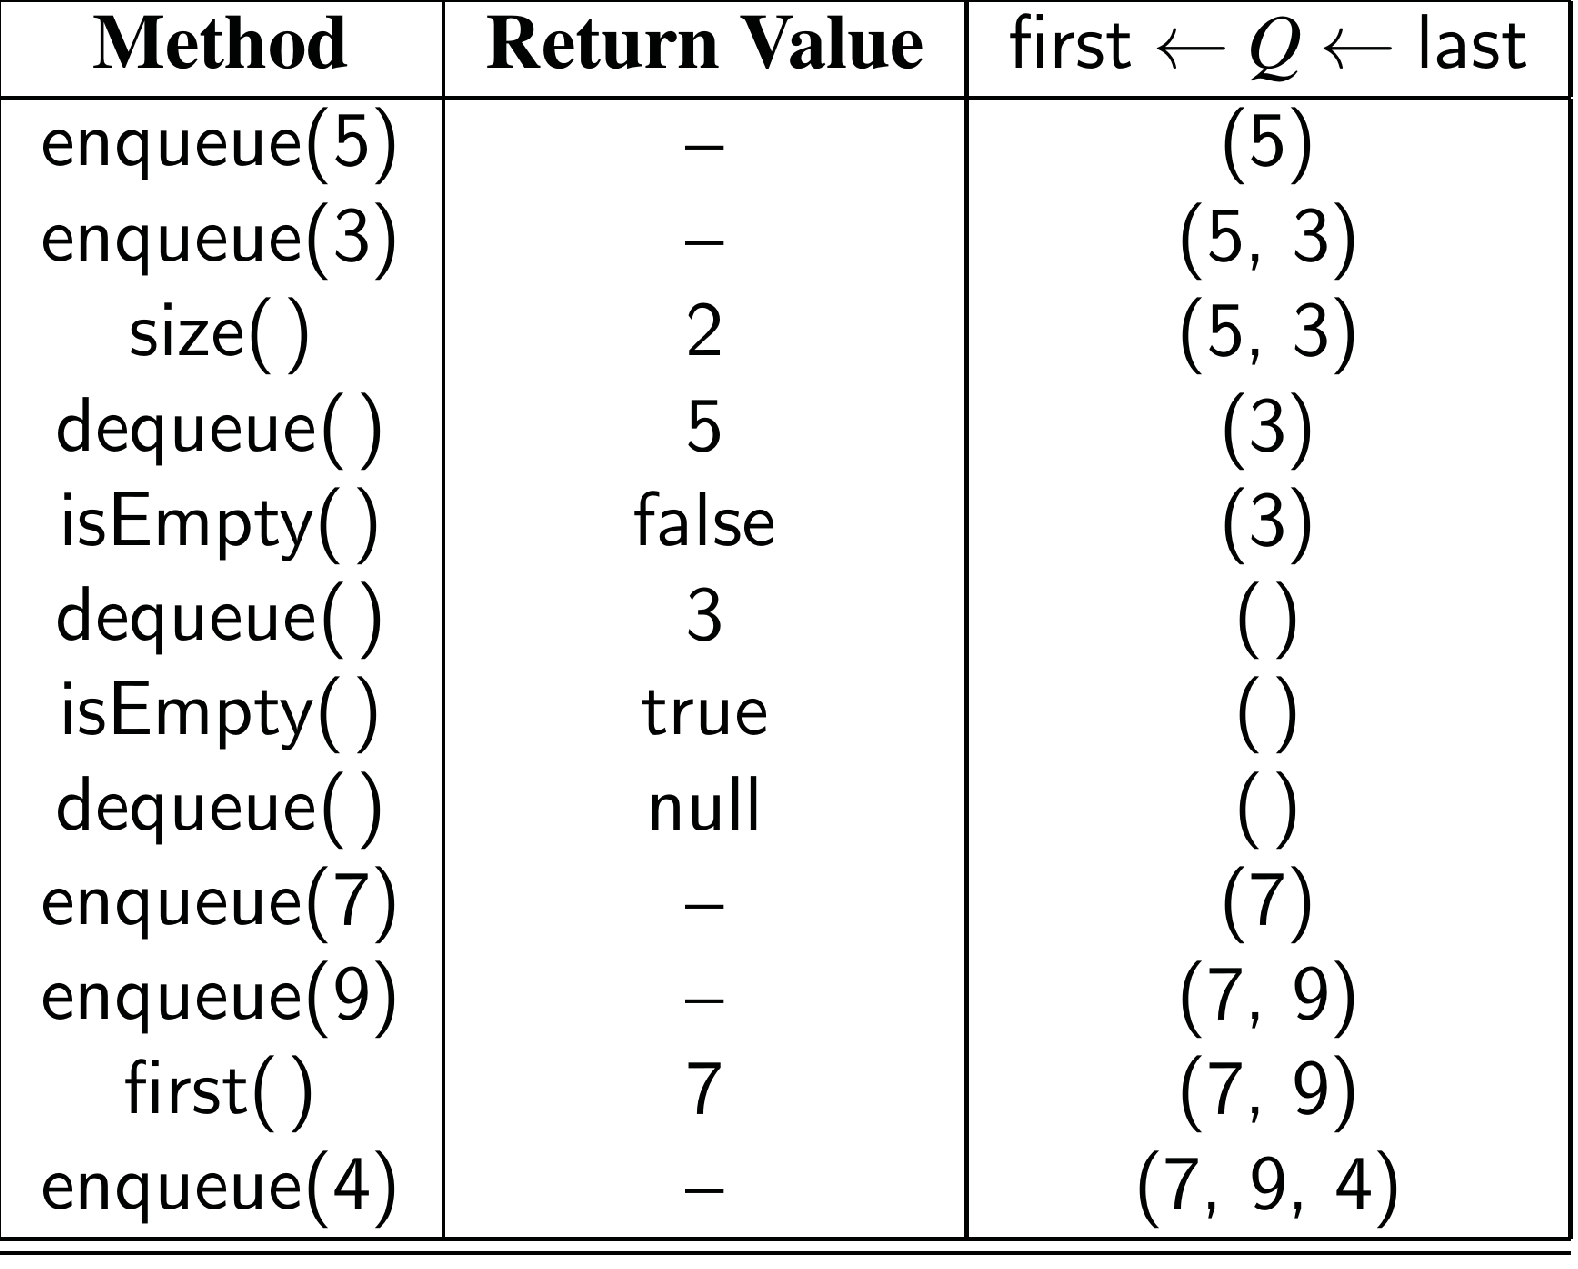 Method Return Value first ← Q ← last
enqueue(5) – (5)
enqueue(3) – (5, 3)
size( ) 2 (5, 3)
dequeue( ) 5 (3)
isEmpty( ) false (3)
dequeue( ) 3 ( )
isEmpty( ) true ( )
dequeue( ) null ( )
enqueue(7) – (7)
enqueue(9) – (7, 9)
first( ) 7 (7, 9)
enqueue(4) – (7, 9, 4)